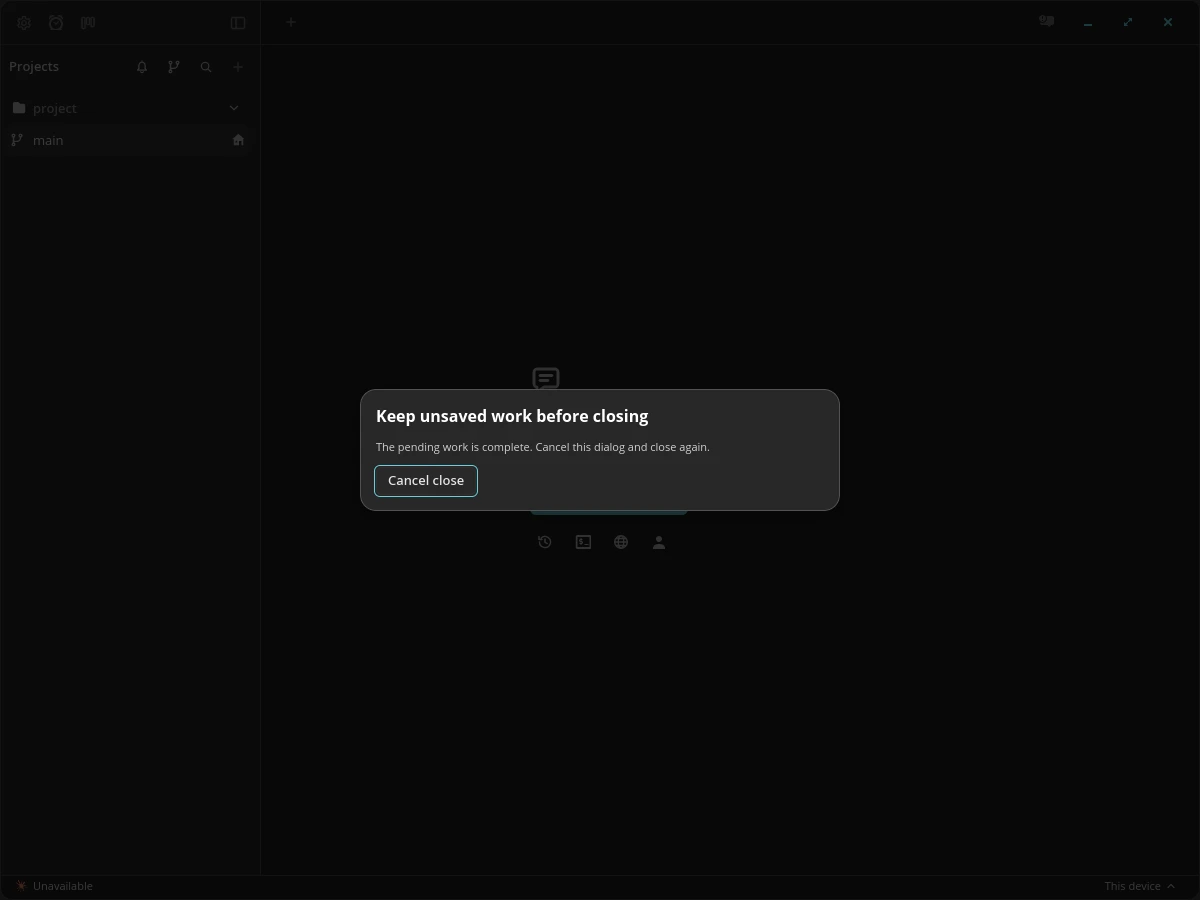 Projects
project
main
Keep unsaved work before closing
The pending work is complete. Cancel this dialog and close again.
Cancel close
Unavailable
This device